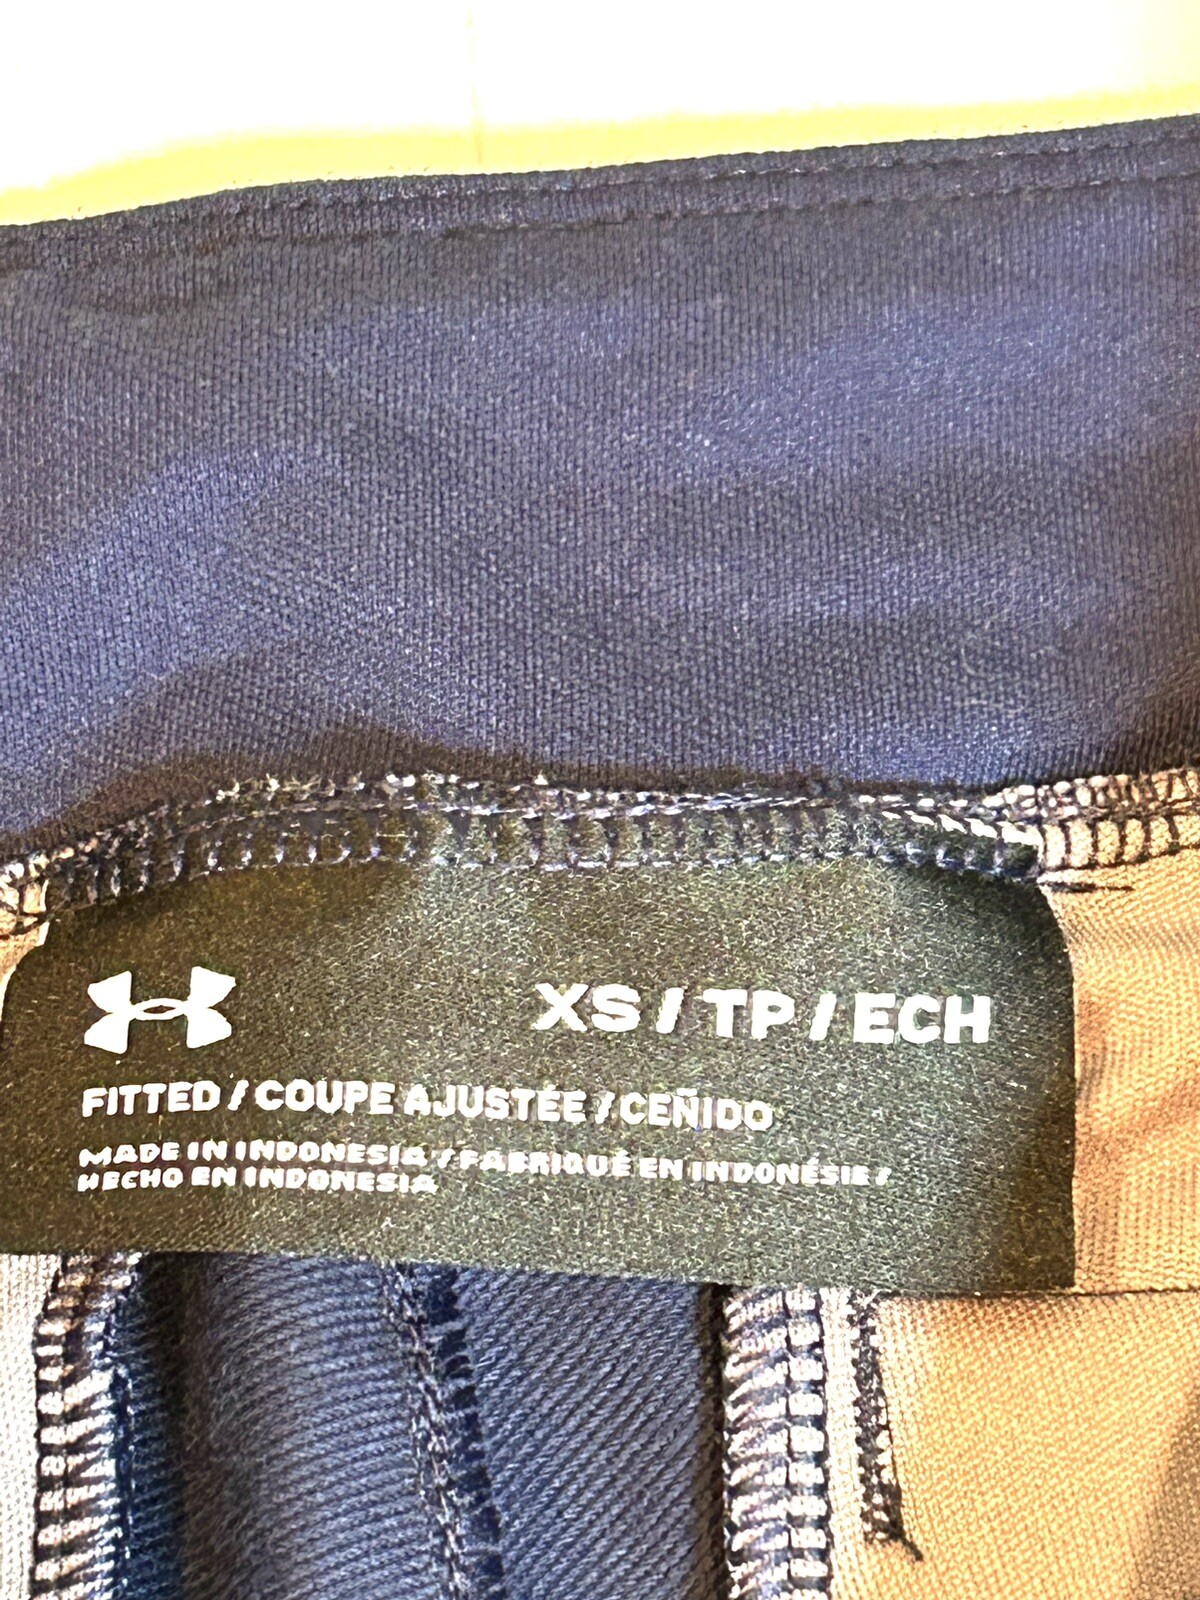 XS / TP / ECH
FITTED / COUPE AJUSTÉE / CEÑIDO
MADE IN INDONESIA / FABRIQUÉ EN INDONÉSIE /
HECHO EN INDONESIA